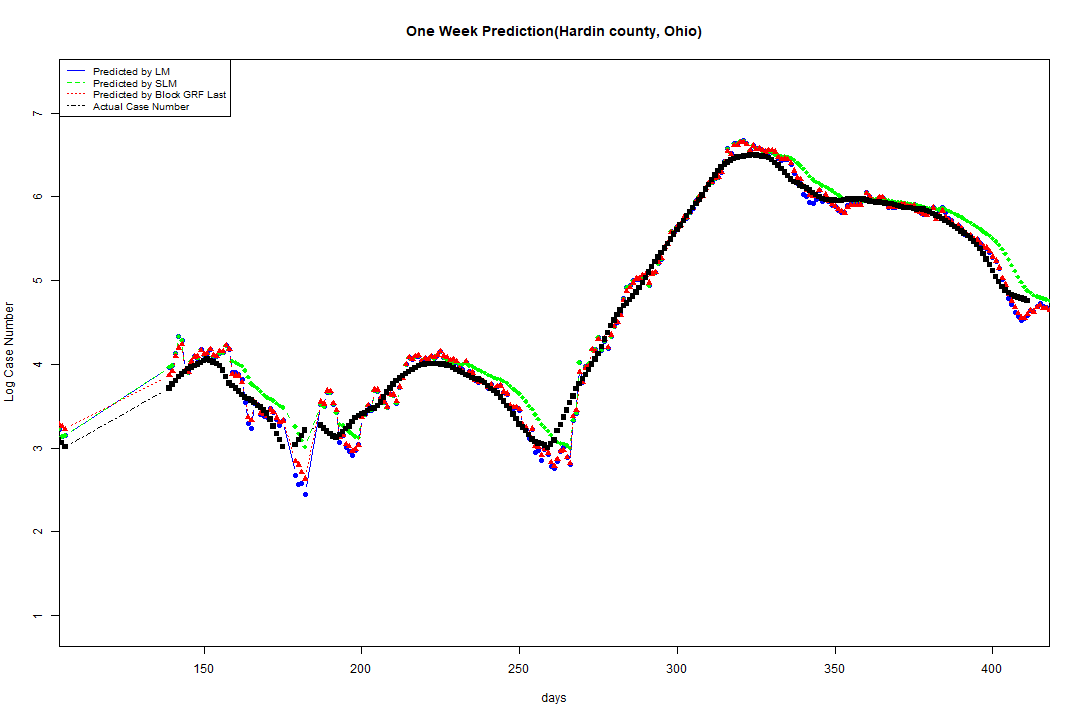 One Week Prediction(Hardin county, Ohio)
Predicted by LM
Predicted by SLM
Predicted by Block GRF Last
Actual Case Number
Log Case Number
7
6
5
4
3
2
1
150 200 250 300 350 400
days